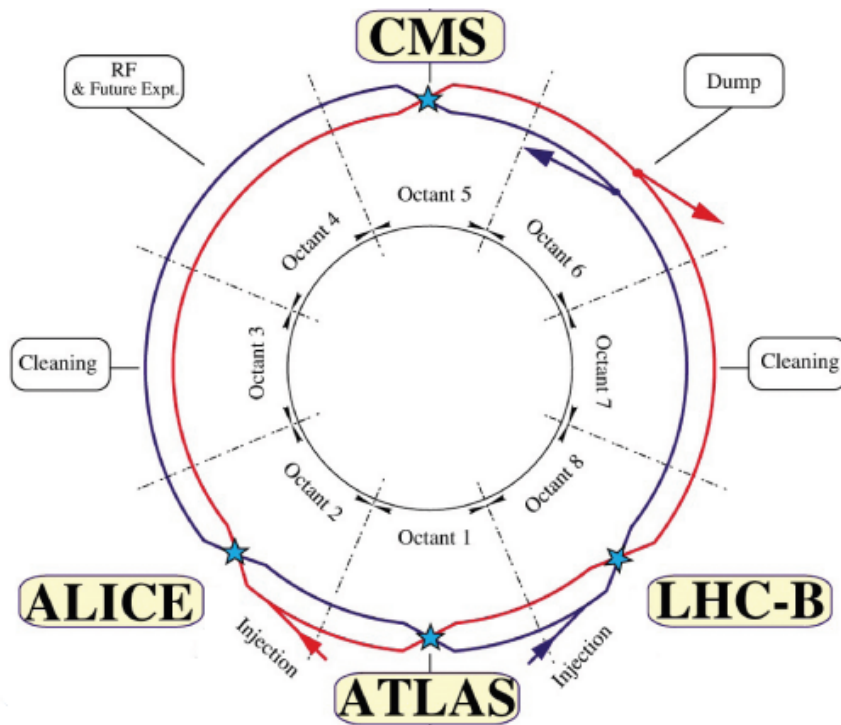 CMS
RF
& Future Expt.
Dump
Octant 5
Octant 4
Octant 6
Cleaning
Octant 3
Octant 7
Cleaning
Octant 2
Octant 8
Octant 1
ALICE
LHC-B
Injection
Injection
ATLAS